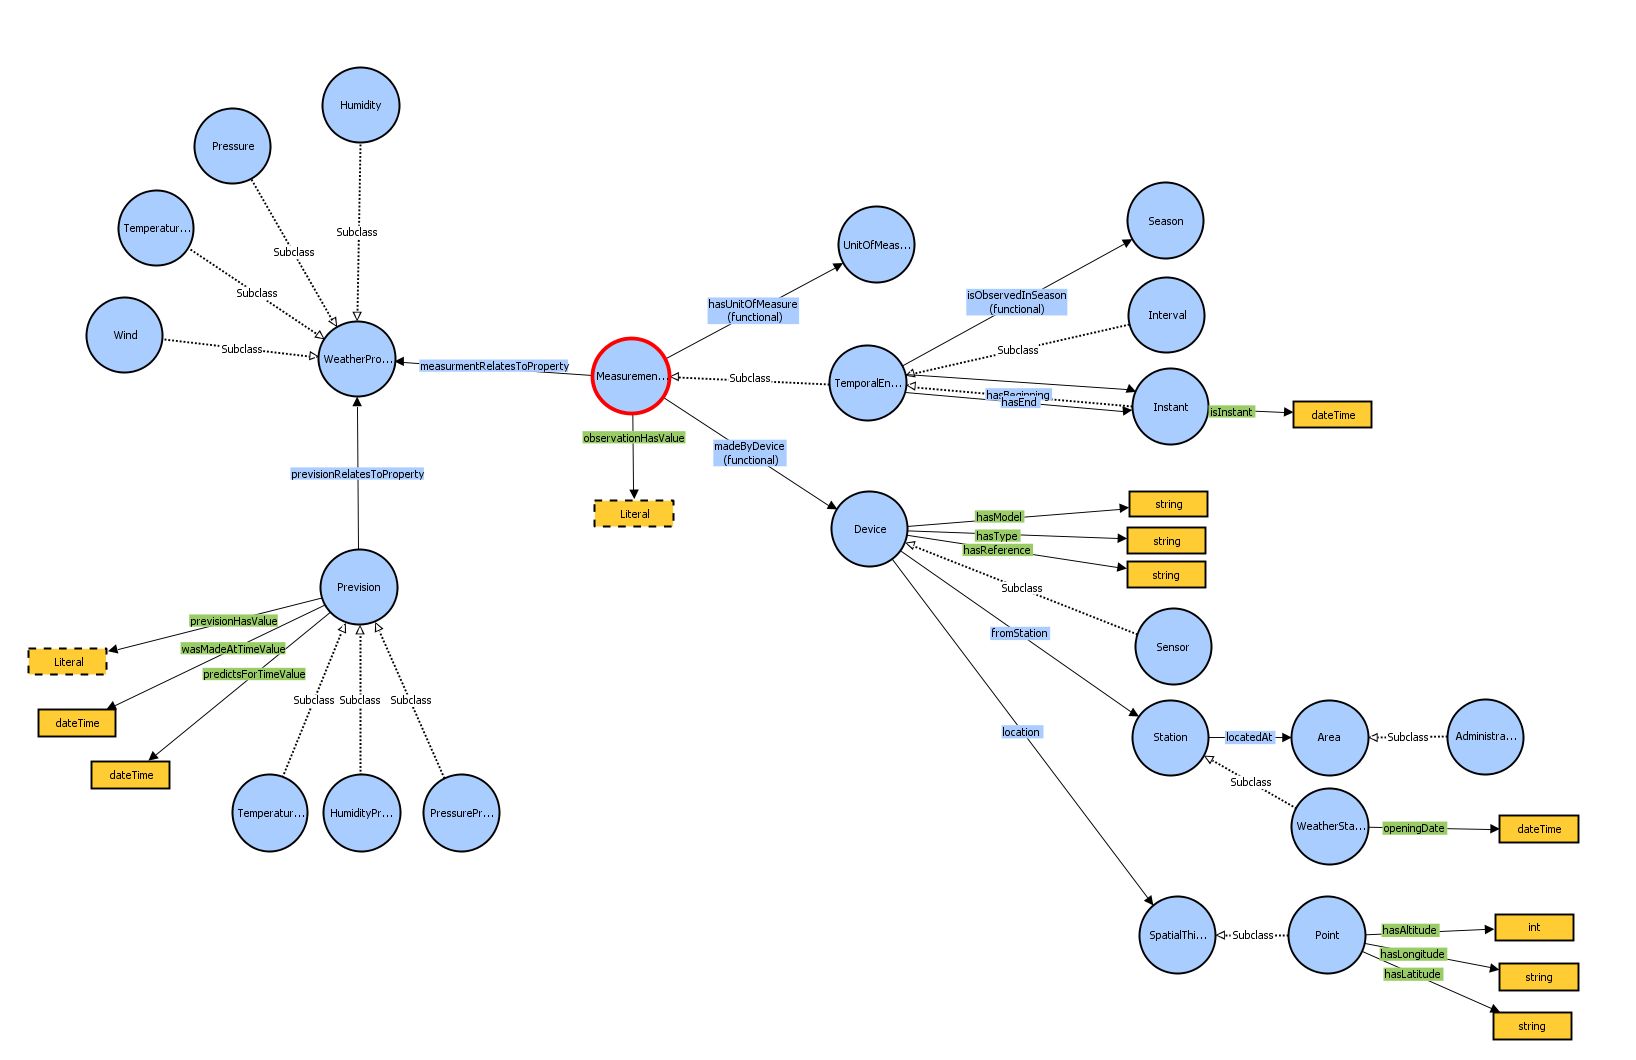 Humidity
Pressure
Temperatur...
Wind
Subclass
Subclass
Subclass
Subclass
WeatherPro...
measurmentRelatesToProperty
Measuremen...
hasUnitOfMeasure
(functional)
UnitOfMeas...
Subclass
TemporalEn...
isObservedInSeason
(functional)
Season
Interval
Subclass
hasBeginning
hasEnd
Instant
isInstant
dateTime
observationHasValue
Literal
madeByDevice
(functional)
Device
hasModel
string
hasType
string
hasReference
string
Subclass
Sensor
fromStation
Station
locatedAt
Area
Subclass
Administra...
Subclass
WeatherSta...
openingDate
dateTime
location
SpatialThi...
Subclass
Point
hasAltitude
int
hasLongitude
string
hasLatitude
string
previsionRelatesToProperty
Prevision
previsionHasValue
Literal
wasMadeAtTimeValue
dateTime
predictsForTimeValue
dateTime
Subclass
Subclass
Subclass
Temperatur...
HumidityPr...
PressurePr...